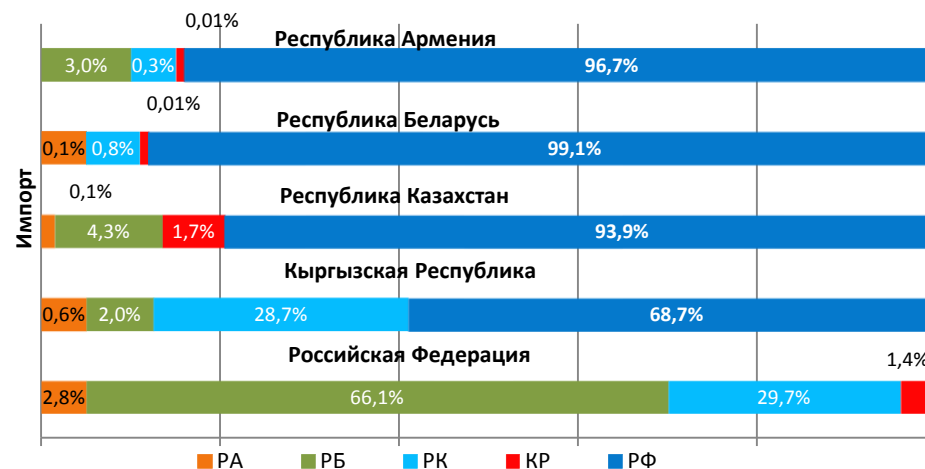 0,01%
Республика Армения
3,0% 0,3% 96,7%
0,01%
Республика Беларусь
0,1% 0,8% 99,1%
0,1%
Республика Казахстан
4,3% 1,7% 93,9%
Кыргызская Республика
0,6% 2,0% 28,7% 68,7%
Российская Федерация
1,4%
2,8% 66,1% 29,7%
Импорт
РА РБ РК КР РФ